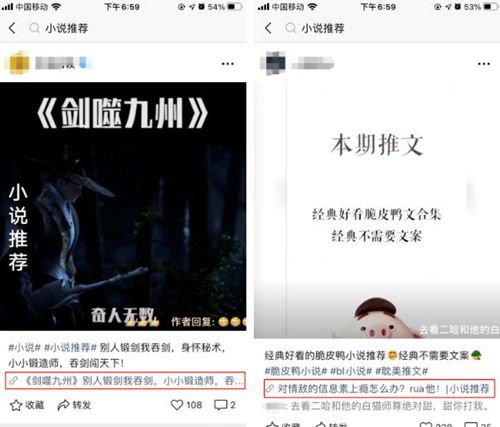 中国移动
下午6:59
54%
小说推荐
《剑噬九州》
小说推荐
奇人无数
作者回复:
#小说# #小说推荐# 别人锻剑我吞剑,身怀秘术,
小小锻造师,吞剑闯天下!
《剑噬九州》别人锻剑我吞剑,小小锻造师,吞...
收藏
转发
108
2
中国移动
下午6:59
53%
小说推荐
本期推文
经典好看脆皮鸭文合集
经典不需要文案
去看二哈和他的白
经典好看的脆皮鸭小说推荐经典不需要文案
#脆皮鸭小说# #bl小说# #耽美推文#
对情敌的信息素上瘾怎么办?rua他!|小说推荐
收藏
转发
239
25
去看二哈和他的白猫师尊绝对甜,甜你打我。